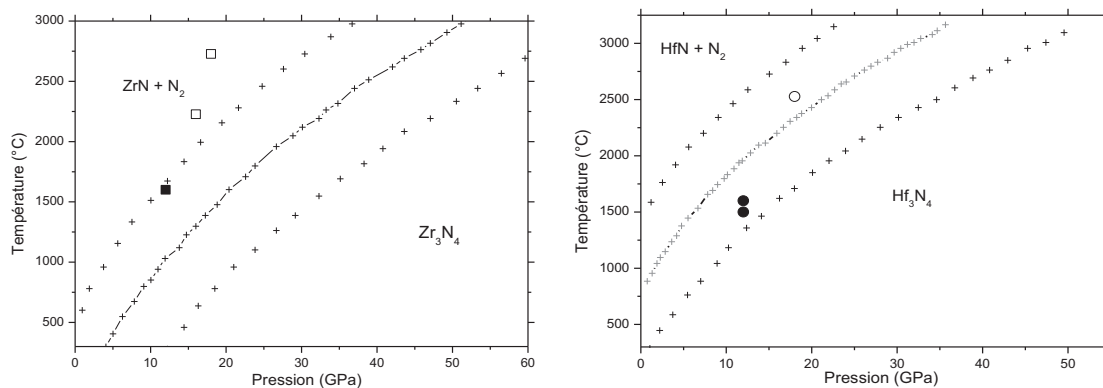 3000
2500
2000
1500
1000
500
Température (°C)
ZrN + N₂
Zr₃N₄
0 10 20 30 40 50 60
Pression (GPa)
3000
2500
2000
1500
1000
500
Température (°C)
HfN + N₂
Hf₃N₄
0 10 20 30 40 50
Pression (GPa)